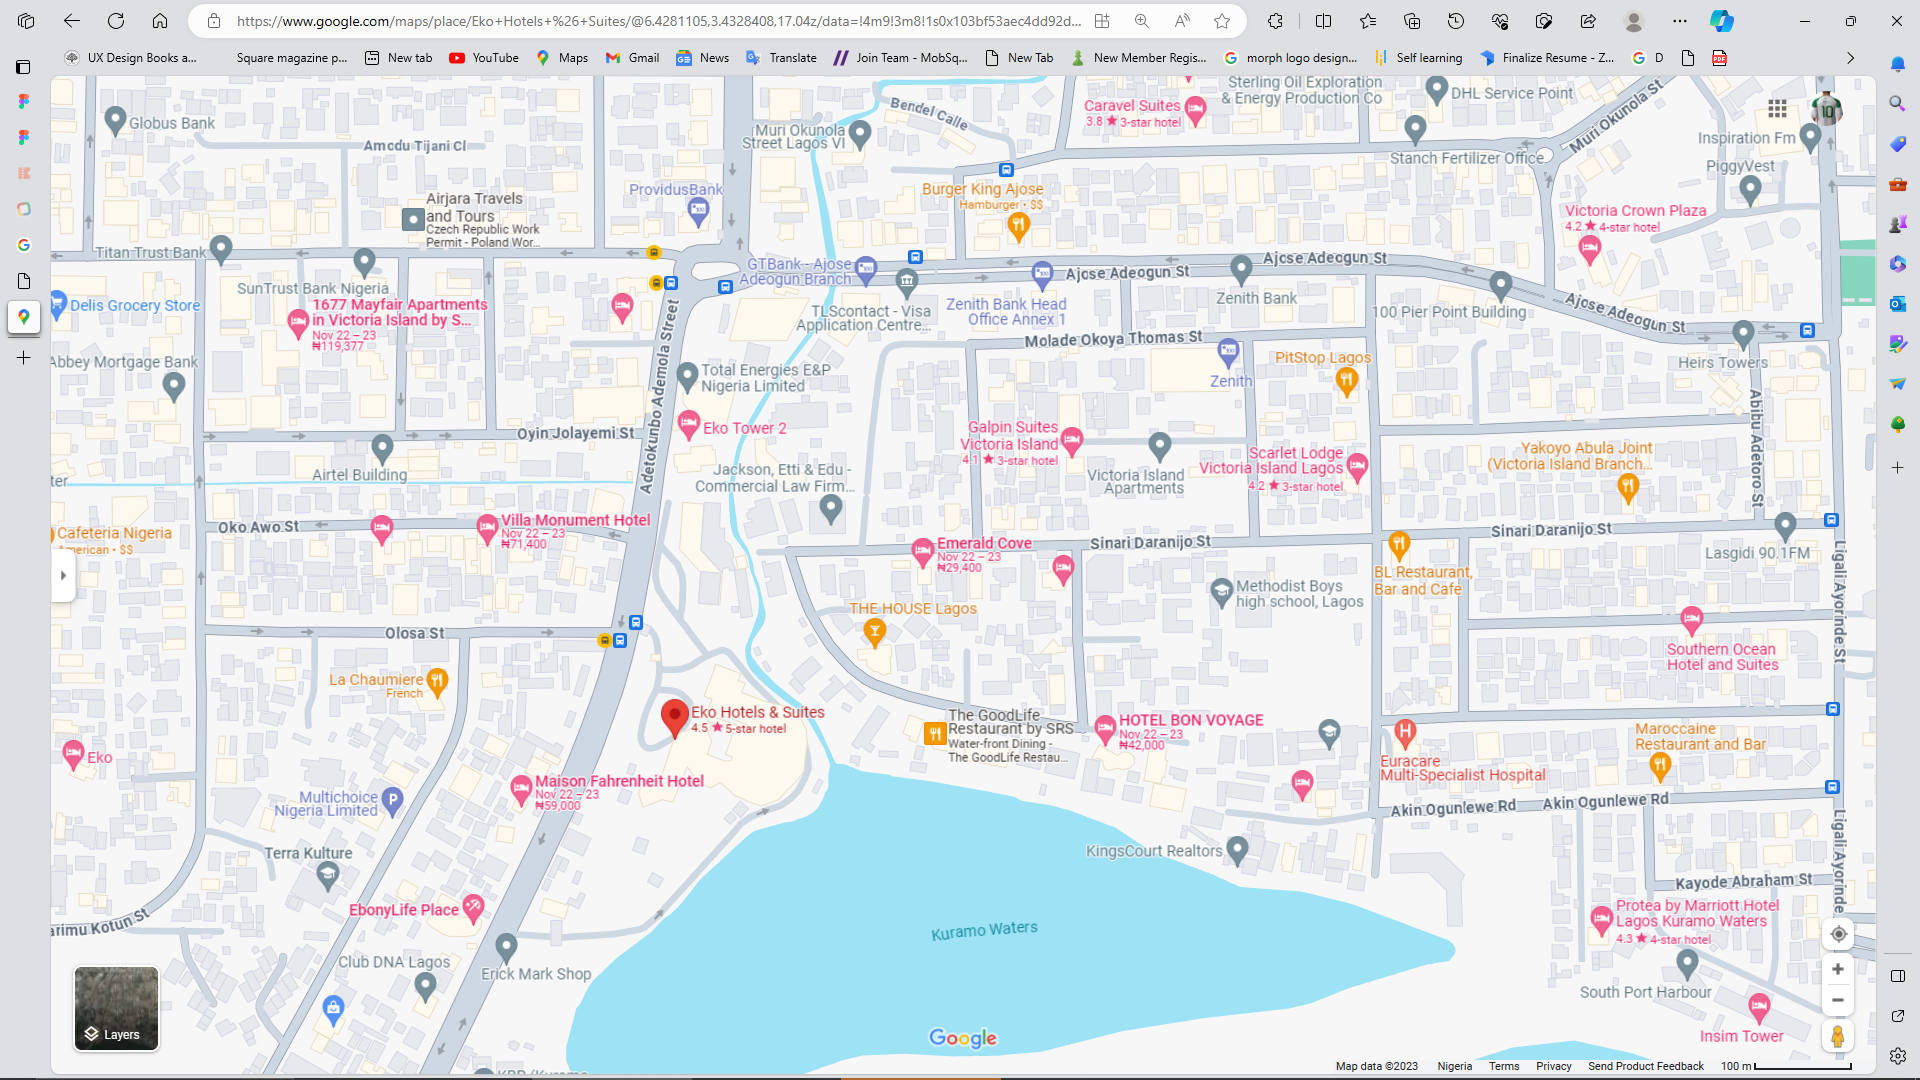 https://www.google.com/maps/place/Eko+Hotels+%26+Suites/@6.4281105,3.4328408,17.04z/data=!4m9!3m8!1s0x103bf53aec4dd92d...
UX Design Books a...
Square magazine p...
New tab
YouTube
Maps
Gmail
News
Translate
Join Team - MobSq...
New Tab
New Member Regis...
morph logo design...
Self learning
Finalize Resume - Z...
D
Globus Bank
Amodu Tijani Cl
Bendel Calle
Muri Okunola
Street Lagos VI
Caravel Suites
3.8 ★ 3-star hotel
Sterling Oil Exploration
& Energy Production Co
DHL Service Point
Muri Okunola St
Stanch Fertilizer Office
Inspiration Fm
PiggyVest
Airjara Travels
and Tours
Czech Republic Work
Permit - Poland Wor...
ProvidusBank
Burger King Ajose
Hamburger • $$
Victoria Crown Plaza
4.2 ★ 4-star hotel
Titan Trust Bank
SunTrust Bank Nigeria
GTBank - Ajose
Adeogun Branch
Ajose Adeogun St
Ajose Adeogun St
Zenith Bank
Delis Grocery Store
1677 Mayfair Apartments
in Victoria Island by S...
Nov 22 – 23
₦119,377
TLScontact - Visa
Application Centre...
Zenith Bank Head
Office Annex 1
100 Pier Point Building
Ajose Adeogun St
Adetokunbo Ademola Street
Molade Okoya Thomas St
Zenith
PitStop Lagos
Heirs Towers
Abbey Mortgage Bank
Total Energies E&P
Nigeria Limited
Oyin Jolayemi St
Eko Tower 2
Airtel Building
Jackson, Etti & Edu -
Commercial Law Firm...
Galpin Suites
Victoria Island
4.1 ★ 3-star hotel
Victoria Island
Apartments
Scarlet Lodge
Victoria Island Lagos
4.2 ★ 3-star hotel
Yakoyo Abula Joint
(Victoria Island Branch...
Abibu Adetoro St
ter
Cafeteria Nigeria
American • $$
Oko Awo St
Villa Monument Hotel
Nov 22 – 23
₦71,400
Emerald Cove
Nov 22 – 23
₦29,400
Sinari Daranijo St
Sinari Daranijo St
Lasgidi 90.1FM
BL Restaurant,
Bar and Cafe
Methodist Boys
high school, Lagos
Ligali Ayorinde St
THE HOUSE Lagos
Olosa St
Southern Ocean
Hotel and Suites
La Chaumiere
French
Eko Hotels & Suites
4.5 ★ 5-star hotel
The GoodLife
Restaurant by SRS
Water-front Dining -
The GoodLife Restau...
HOTEL BON VOYAGE
Nov 22 – 23
₦42,000
Euracare
Multi-Specialist Hospital
Maroccaine
Restaurant and Bar
Eko
Maison Fahrenheit Hotel
Nov 22 – 23
₦59,000
Multichoice
Nigeria Limited
Akin Ogunlewe Rd
Akin Ogunlewe Rd
Terra Kulture
KingsCourt Realtors
Ligali Ayorinde
Kayode Abraham St
EbonyLife Place
arimu Kotun St
Kuramo Waters
Protea by Marriott Hotel
Lagos Kuramo Waters
4.3 ★ 4-star hotel
Club DNA Lagos
Erick Mark Shop
South Port Harbour
Insim Tower
Layers
Google
Map data ©2023
Nigeria
Terms
Privacy
Send Product Feedback
100 m